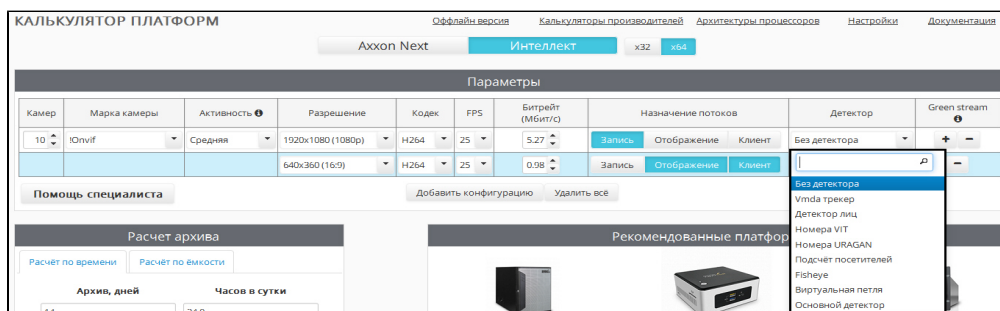 КАЛЬКУЛЯТОР ПЛАТФОРМ
Оффлайн версия Калькуляторы производителей Архитектуры процессоров Настройки Документация
Axxon Next Интеллект x32 x64
Параметры
Камер Марка камеры Активность Разрешение Кодек FPS Битрейт (Мбит/с) Назначение потоков Детектор Green stream
10 !Onvif Средняя 1920x1080 (1080p) H264 25 5.27 Запись Отображение Клиент Без детектора + −
640x360 (16:9) H264 25 0.98 Запись Отображение Клиент −
Помощь специалиста Добавить конфигурацию Удалить всё
Без детектора
Vmda трекер
Детектор лиц
Номера VIT
Номера URAGAN
Подсчёт посетителей
Fisheye
Виртуальная петля
Основной детектор
Расчет архива
Расчёт по времени Расчёт по ёмкости
Архив, дней Часов в сутки
Рекомендованные платфор